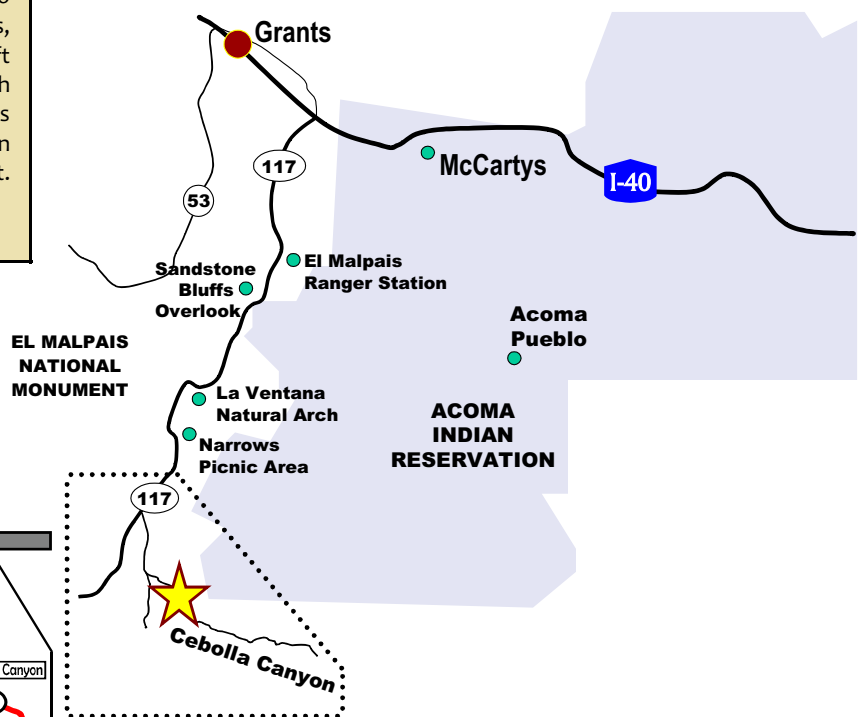 s,
ft
h
s
n
t.
Grants
117
McCartys
I-40
53
Sandstone
Bluffs
Overlook
El Malpais
Ranger Station
Acoma
Pueblo
EL MALPAIS
NATIONAL
MONUMENT
La Ventana
Natural Arch
ACOMA
INDIAN
RESERVATION
Narrows
Picnic Area
117
Cebolla Canyon
Canyon